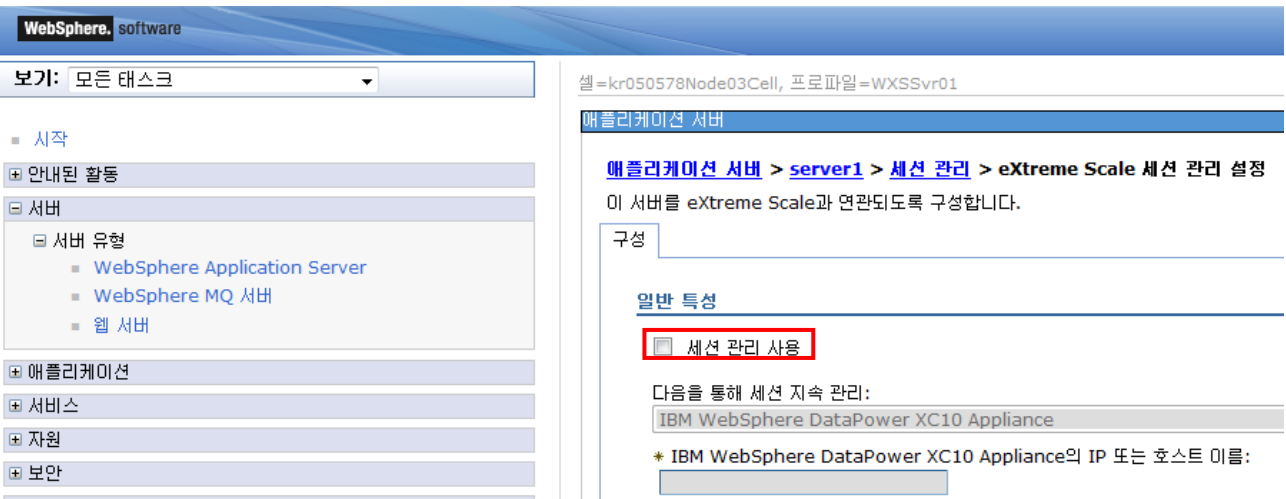 WebSphere. software
보기: 모든 태스크
시작
안내된 활동
서버
서버 유형
WebSphere Application Server
WebSphere MQ 서버
웹 서버
애플리케이션
서비스
자원
보안
셀=kr050578Node03Cell, 프로파일=WXSSvr01
애플리케이션 서버
애플리케이션 서버 > server1 > 세션 관리 > eXtreme Scale 세션 관리 설정
이 서버를 eXtreme Scale과 연관되도록 구성합니다.
구성
일반 특성
세션 관리 사용
다음을 통해 세션 지속 관리:
IBM WebSphere DataPower XC10 Appliance
* IBM WebSphere DataPower XC10 Appliance의 IP 또는 호스트 이름: